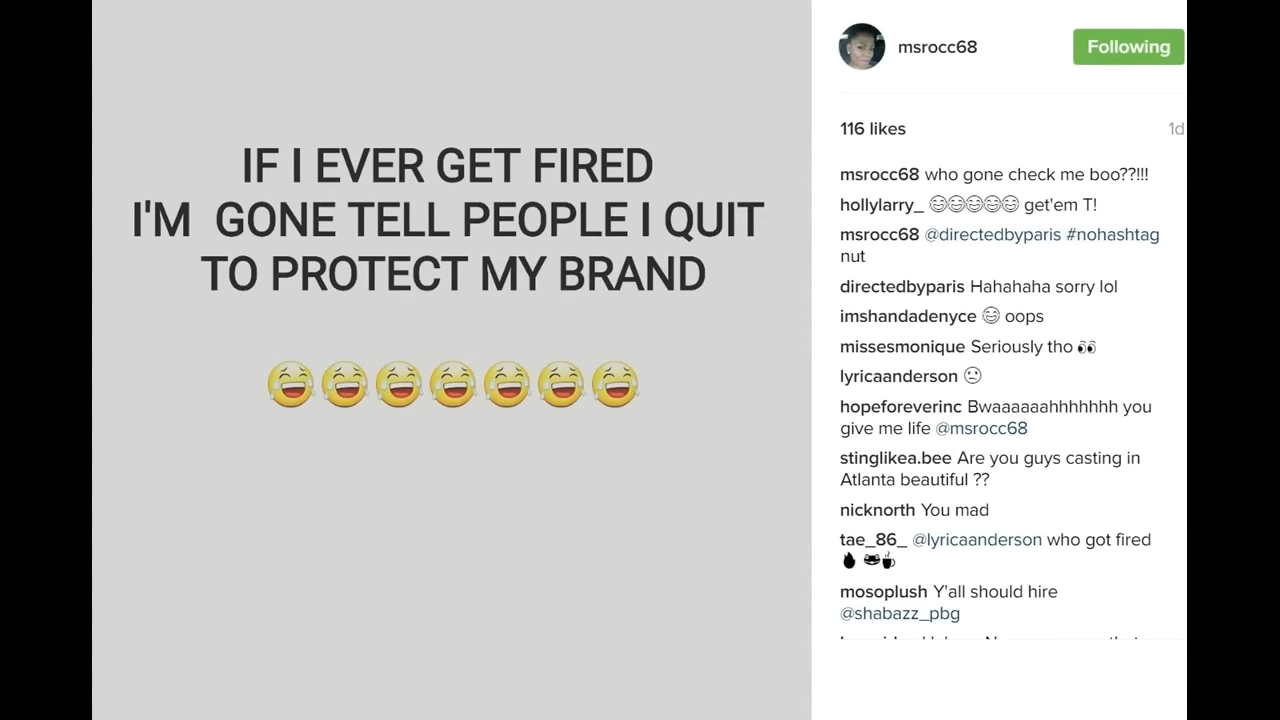 IF I EVER GET FIRED
I'M GONE TELL PEOPLE I QUIT
TO PROTECT MY BRAND
😂😂😂😂😂😂😂
msrocc68
Following
116 likes
1d
msrocc68 who gone check me boo??!!!
hollylarry_ 😄😄😄😄😄 get'em T!
msrocc68 @directedbyparis #nohashtag
nut
directedbyparis Hahahaha sorry lol
imshandadenyce 😄 oops
missesmonique Seriously tho 👀
lyricaanderson 🙁
hopeforeverinc Bwaaaaaahhhhhhh you
give me life @msrocc68
stinglikea.bee Are you guys casting in
Atlanta beautiful ??
nicknorth You mad
tae_86_ @lyricaanderson who got fired
🔥 🐸☕
mosoplush Y'all should hire
@shabazz_pbg